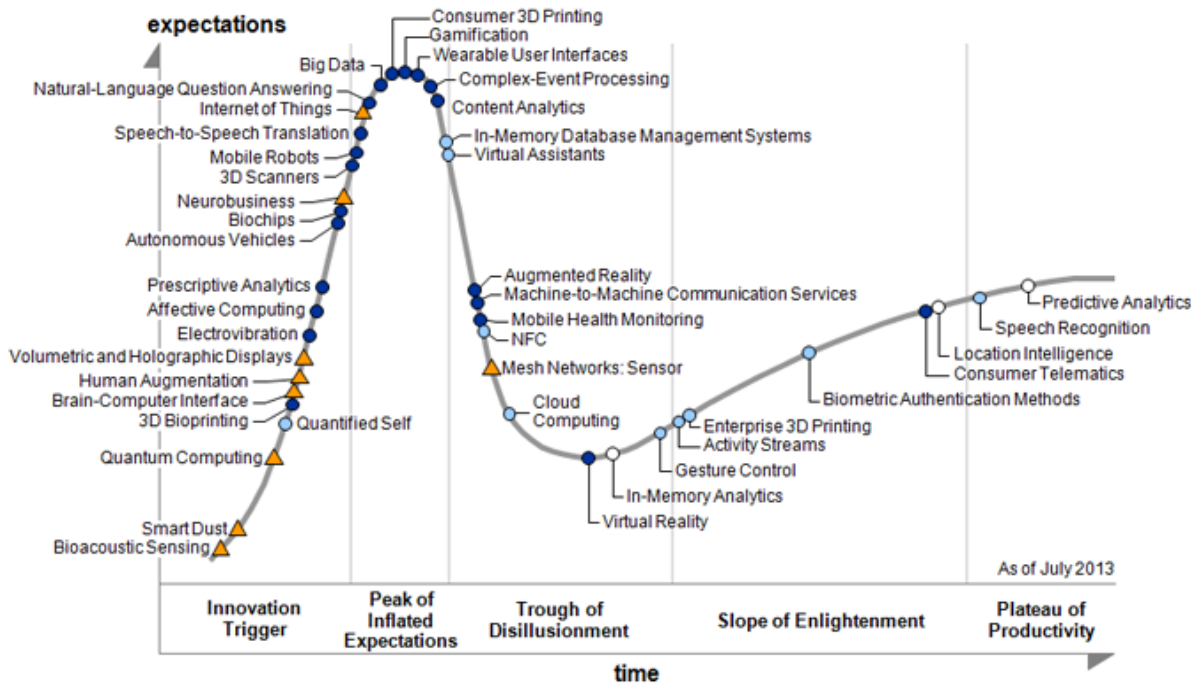 expectations
Consumer 3D Printing
Gamification
Wearable User Interfaces
Big Data
Complex-Event Processing
Natural-Language Question Answering
Internet of Things
Content Analytics
Speech-to-Speech Translation
In-Memory Database Management Systems
Mobile Robots
Virtual Assistants
3D Scanners
Neurobusiness
Biochips
Autonomous Vehicles
Prescriptive Analytics
Affective Computing
Electrovibration
Volumetric and Holographic Displays
Human Augmentation
Brain-Computer Interface
3D Bioprinting
Quantified Self
Quantum Computing
Smart Dust
Bioacoustic Sensing
Augmented Reality
Machine-to-Machine Communication Services
Mobile Health Monitoring
NFC
Mesh Networks: Sensor
Cloud
Computing
Enterprise 3D Printing
Activity Streams
Gesture Control
In-Memory Analytics
Virtual Reality
Predictive Analytics
Speech Recognition
Location Intelligence
Consumer Telematics
Biometric Authentication Methods
As of July 2013
Innovation
Trigger
Peak of
Inflated
Expectations
Trough of
Disillusionment
Slope of Enlightenment
Plateau of
Productivity
time